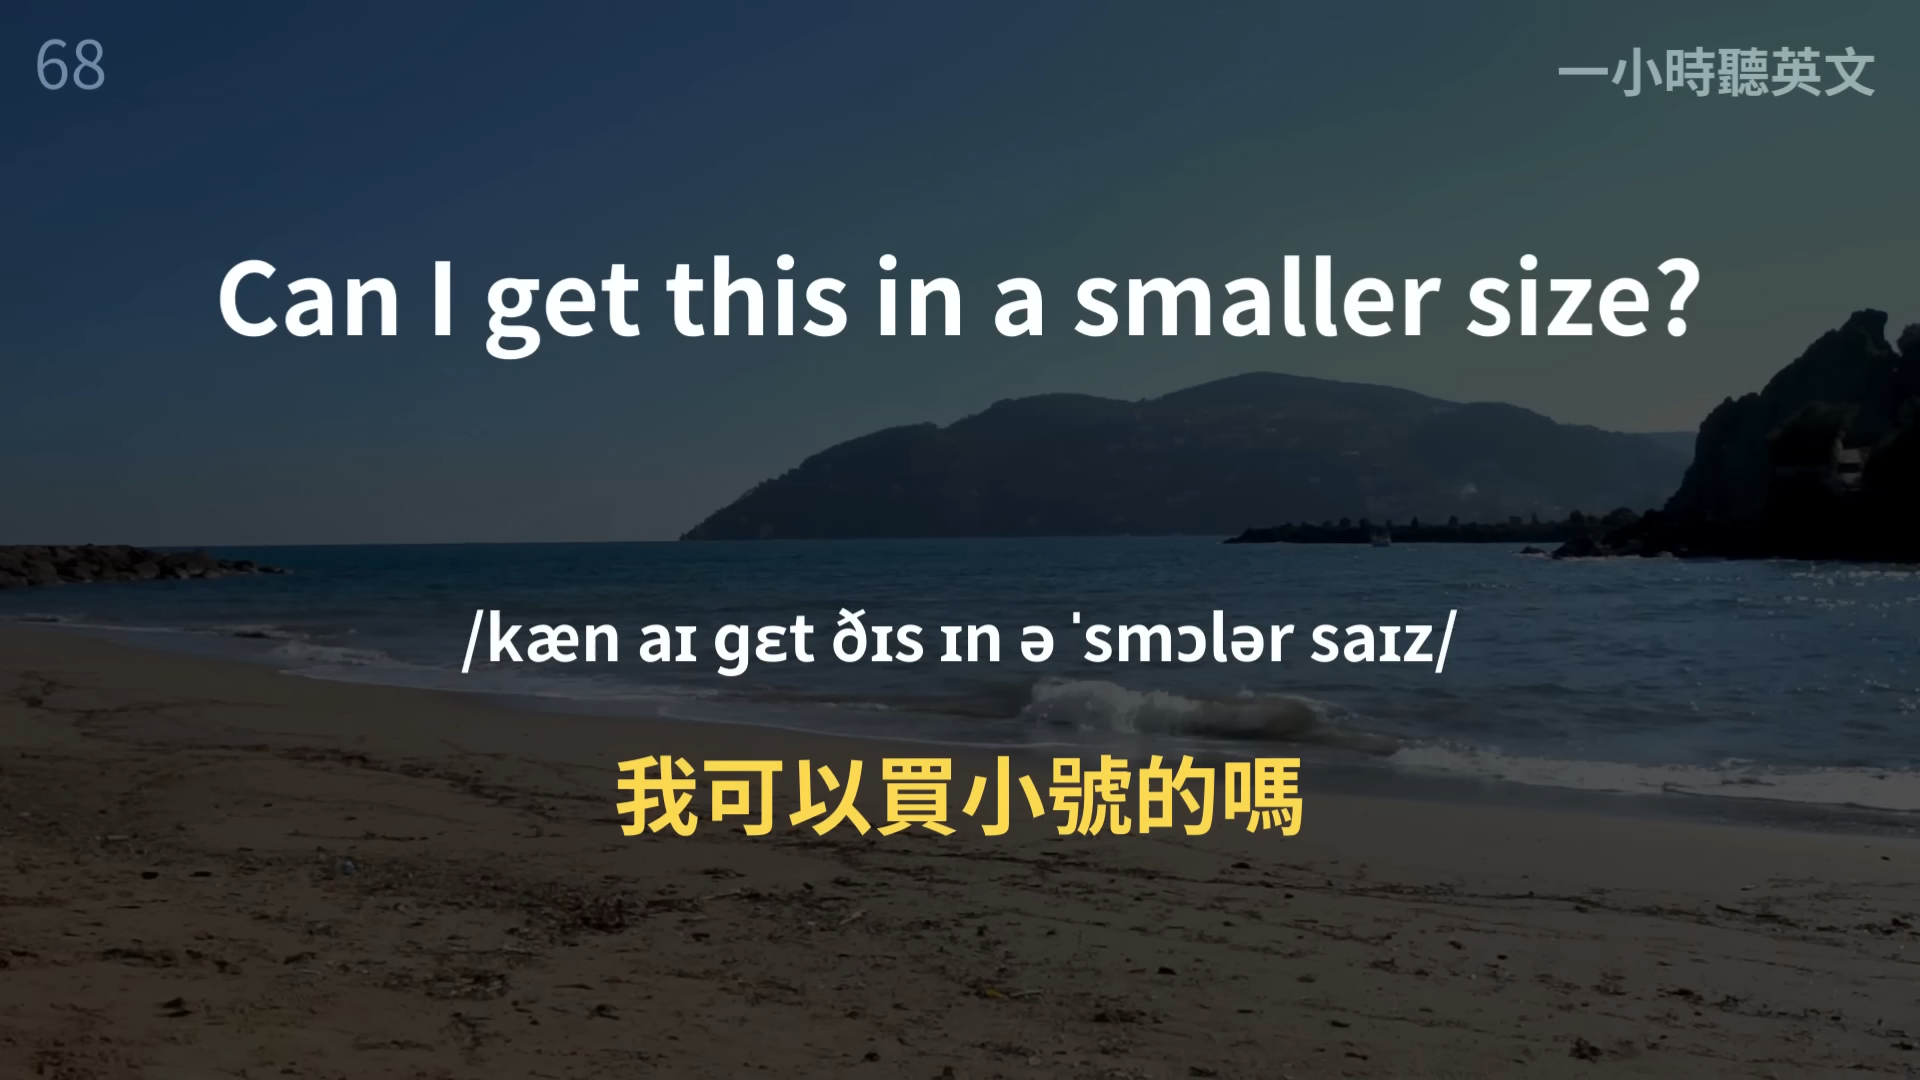 68
一小時聽英文
Can I get this in a smaller size?
/kæn aɪ gɛt ðɪs ɪn ə ˈsmɔlər saɪz/
我可以買小號的嗎